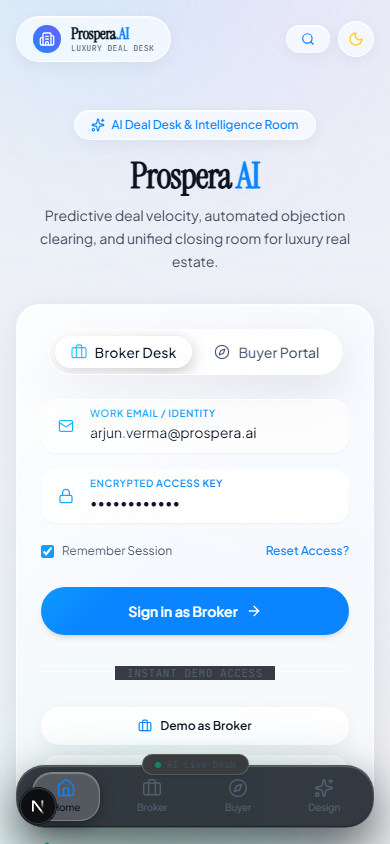 Prospera.AI
LUXURY DEAL DESK
AI Deal Desk & Intelligence Room
Prospera AI
Predictive deal velocity, automated objection
clearing, and unified closing room for luxury real
estate.
Broker Desk
Buyer Portal
WORK EMAIL / IDENTITY
arjun.verma@prospera.ai
ENCRYPTED ACCESS KEY
••••••••••••
Remember Session
Reset Access?
Sign in as Broker
INSTANT DEMO ACCESS
Demo as Broker
AI Live Desk
N
Home
Broker
Buyer
Design